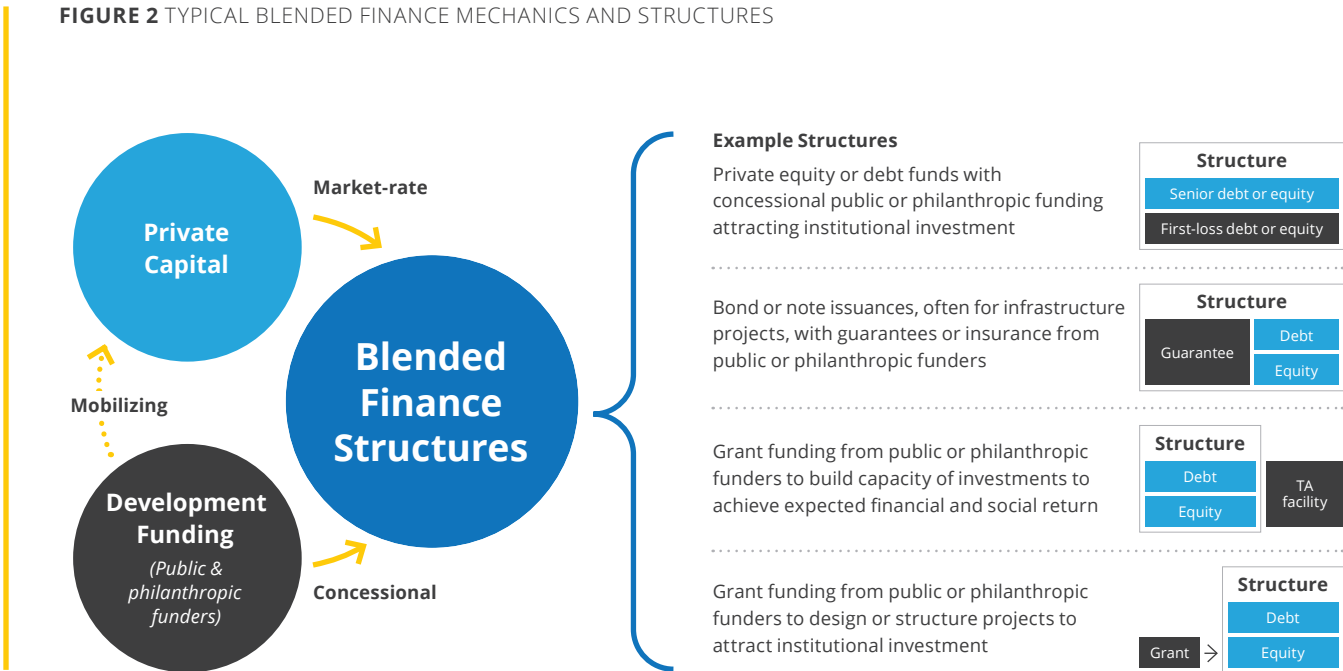 FIGURE 2 TYPICAL BLENDED FINANCE MECHANICS AND STRUCTURES
Market-rate
Private
Capital
Blended
Finance
Structures
Mobilizing
Development
Funding
(Public &
philanthropic
funders)
Concessional
Example Structures
Private equity or debt funds with
concessional public or philanthropic funding
attracting institutional investment
Structure
Senior debt or equity
First-loss debt or equity
Bond or note issuances, often for infrastructure
projects, with guarantees or insurance from
public or philanthropic funders
Structure
Guarantee
Debt
Equity
Grant funding from public or philanthropic
funders to build capacity of investments to
achieve expected financial and social return
Structure
Debt
Equity
TA
facility
Grant funding from public or philanthropic
funders to design or structure projects to
attract institutional investment
Structure
Grant
Debt
Equity